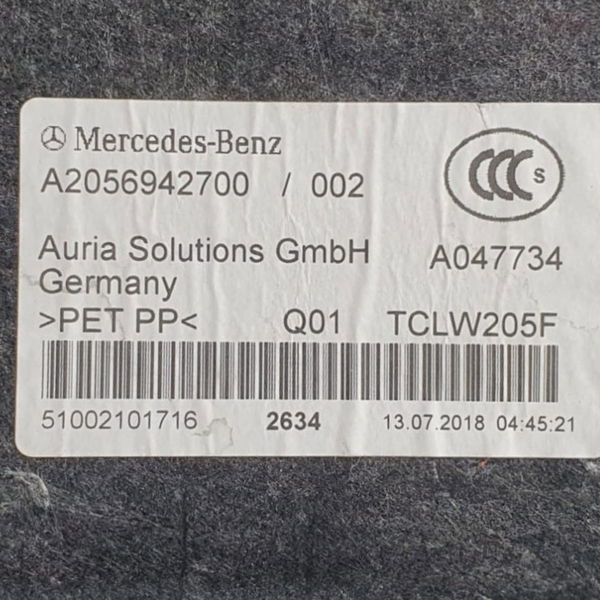 Mercedes-Benz
A2056942700 / 002
CCC S
Auria Solutions GmbH A047734
Germany
>PET PP< Q01 TCLW205F
51002101716 2634 13.07.2018 04:45:21